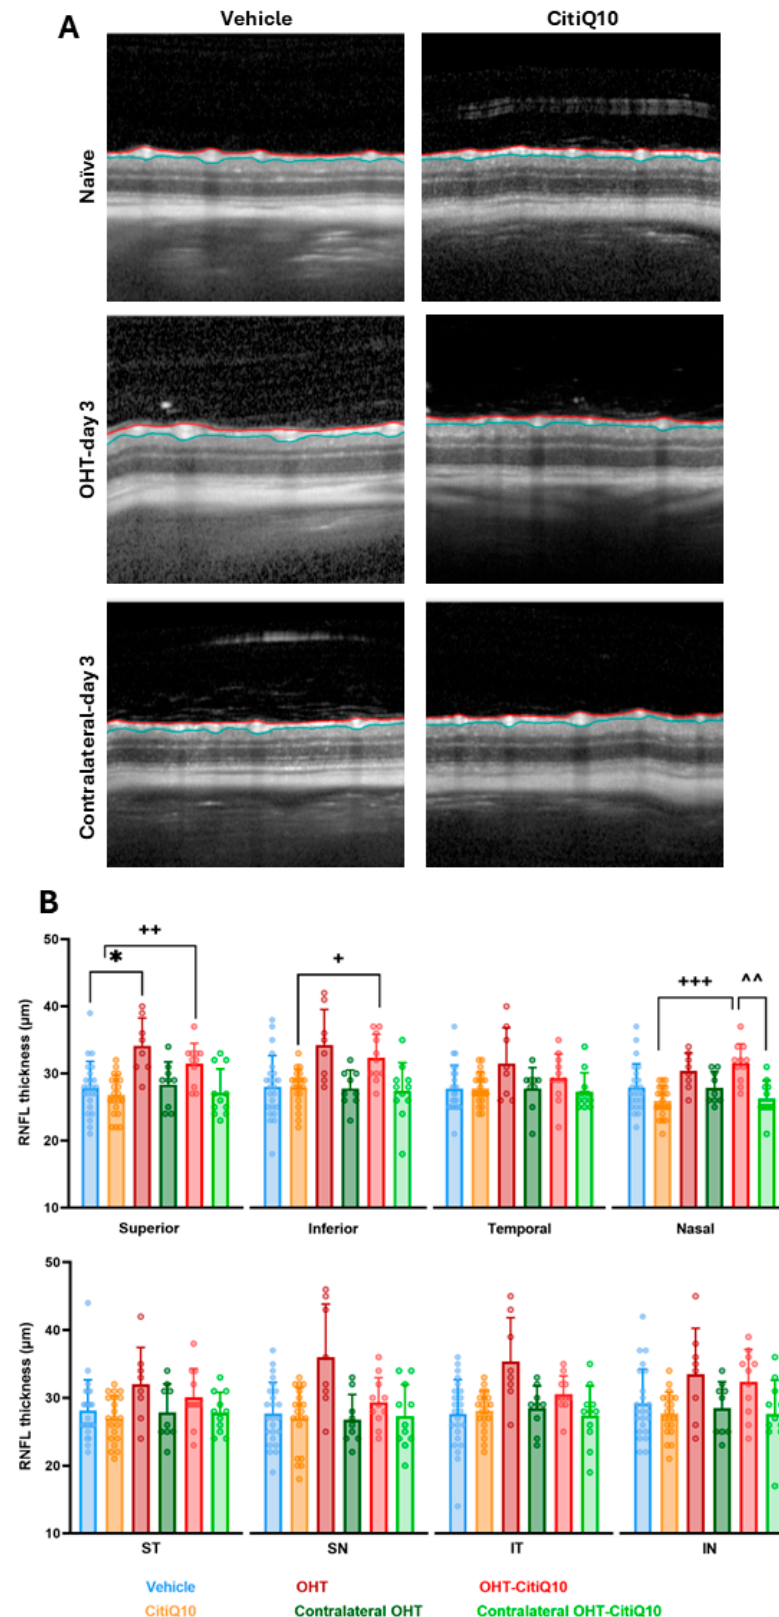 A
Vehicle CitiQ10
Naïve
OHT-day 3
Contralateral-day 3
B
RNFL thickness (µm)
50
40
30
20
10
++
*
+
+++
^^
Superior Inferior Temporal Nasal
RNFL thickness (µm)
50
40
30
20
10
ST SN IT IN
Vehicle OHT OHT-CitiQ10
CitiQ10 Contralateral OHT Contralateral OHT-CitiQ10